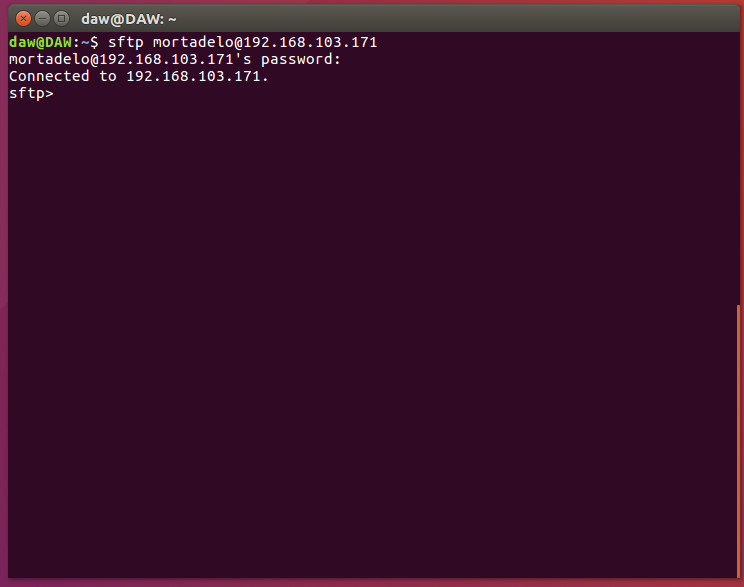 daw@DAW: ~
daw@DAW:~$ sftp mortadelo@192.168.103.171
mortadelo@192.168.103.171's password:
Connected to 192.168.103.171.
sftp>